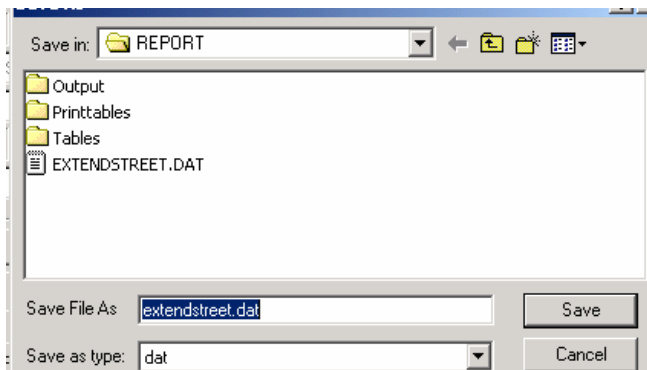 Save in: REPORT
Output
Printtables
Tables
EXTENDSTREET.DAT
Save File As extendstreet.dat Save
Save as type: dat Cancel